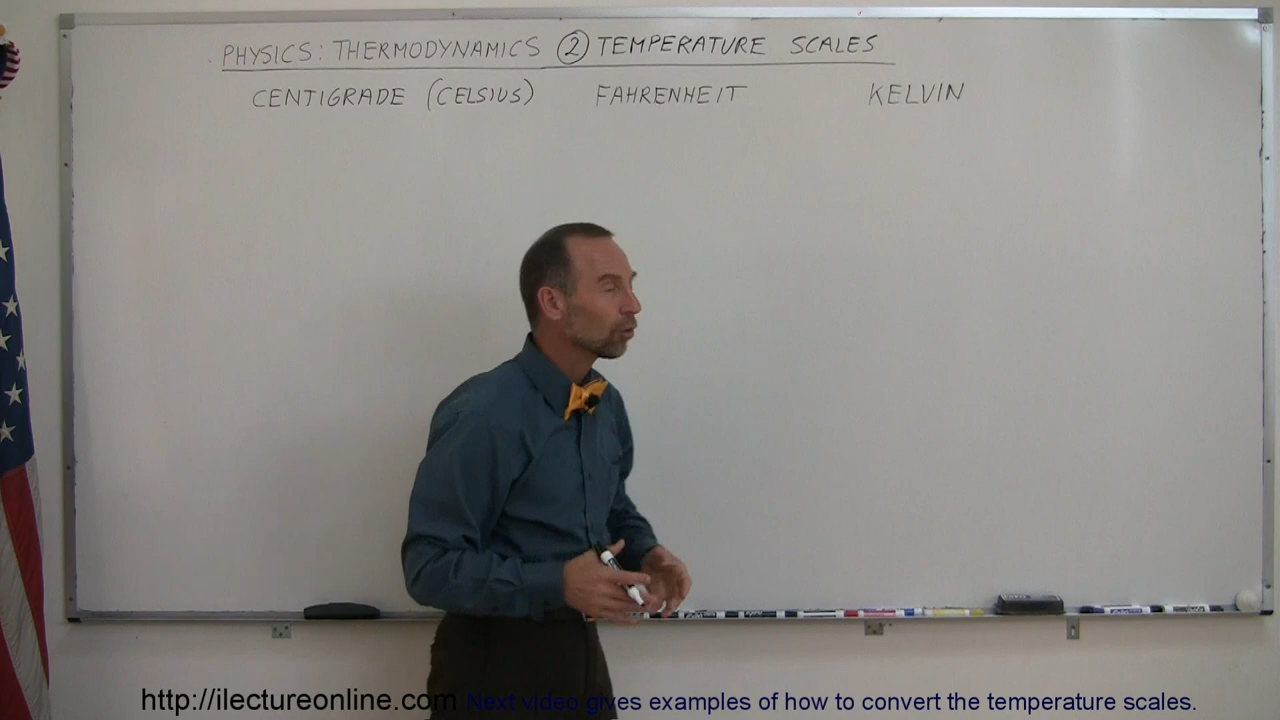 PHYSICS: THERMODYNAMICS ② TEMPERATURE SCALES
CENTIGRADE (CELSIUS) FAHRENHEIT KELVIN
http://ilectureonline.com Next video gives examples of how to convert the temperature scales.